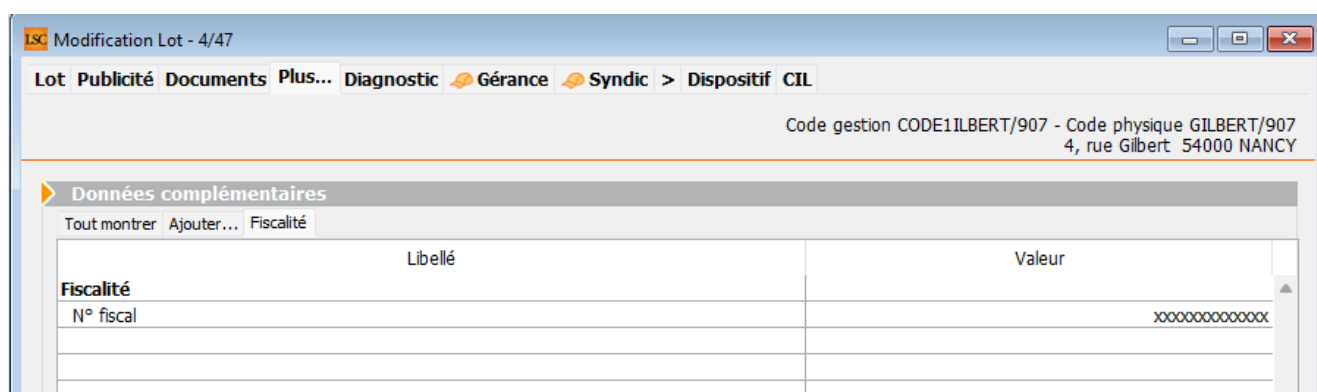 LSC Modification Lot - 4/47
Lot Publicité Documents Plus... Diagnostic Gérance Syndic > Dispositif CIL
Code gestion CODE1ILBERT/907 - Code physique GILBERT/907
4, rue Gilbert 54000 NANCY
Données complémentaires
Tout montrer Ajouter... Fiscalité
Libellé Valeur
Fiscalité
N° fiscal xxxxxxxxxxxxx